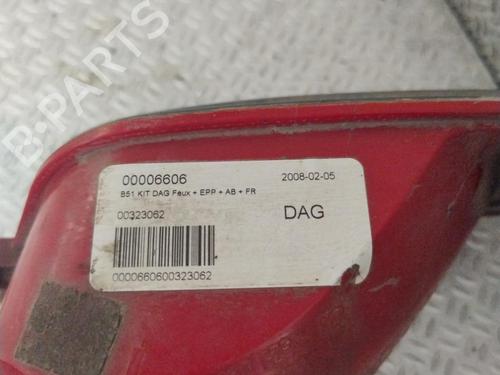 B-PARTS
00006606 2008-02-05
B51 KIT DAG Feux + EPP + AB + FR
00323062 DAG
0000660600323062